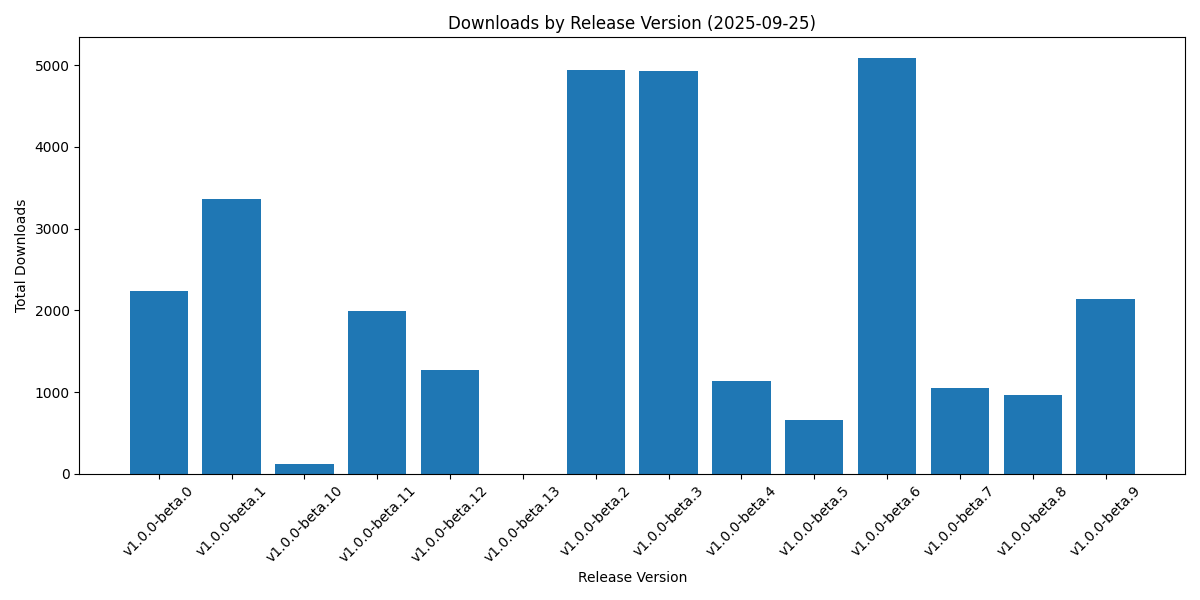 Downloads by Release Version (2025-09-25)
Total Downloads
5000
4000
3000
2000
1000
0
v1.0.0-beta.0
v1.0.0-beta.1
v1.0.0-beta.10
v1.0.0-beta.11
v1.0.0-beta.12
v1.0.0-beta.13
v1.0.0-beta.2
v1.0.0-beta.3
v1.0.0-beta.4
v1.0.0-beta.5
v1.0.0-beta.6
v1.0.0-beta.7
v1.0.0-beta.8
v1.0.0-beta.9
Release Version